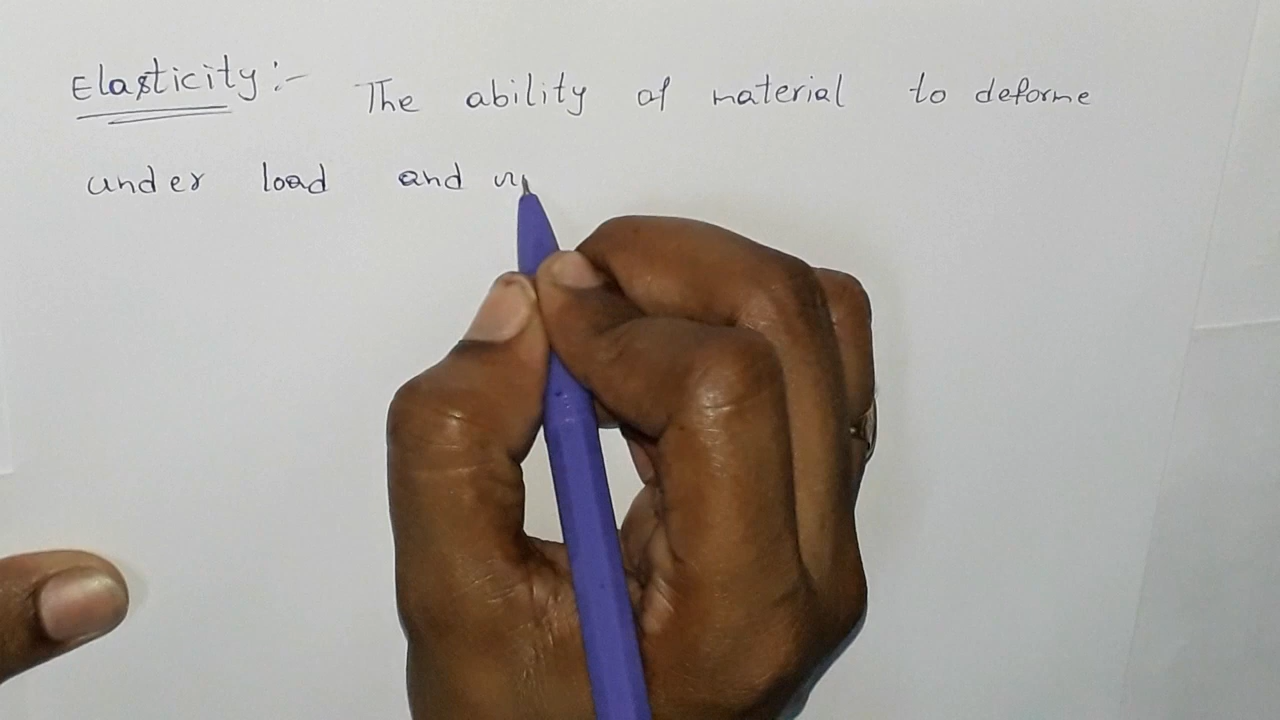 Elasticity :- The ability of material to deforme
under load and